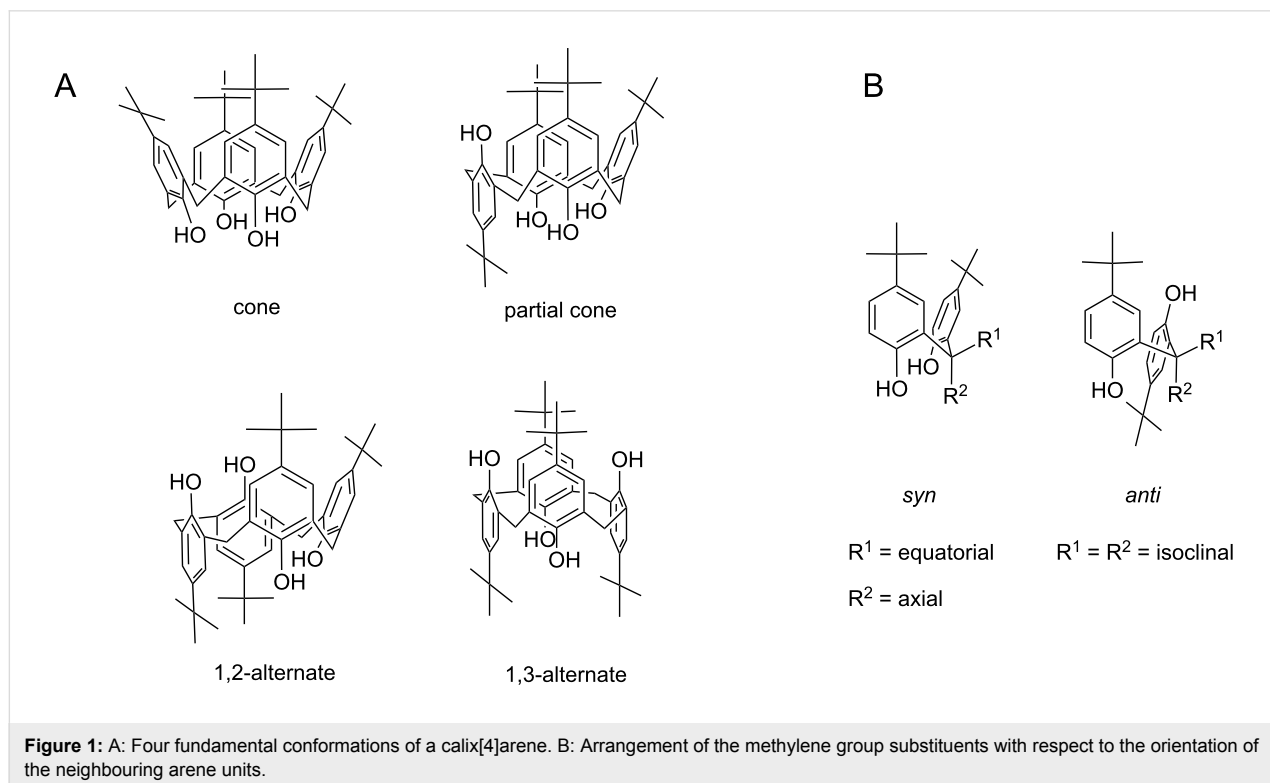 A
HO
OH
OH
HO
cone
HO
HO
HO
HO
partial cone
HO
HO
OH
HO
1,2-alternate
HO
OH
HO
OH
1,3-alternate
B
HO
HO
R¹
R²
syn
R¹ = equatorial
R² = axial
OH
HO
R¹
R²
anti
R¹ = R² = isoclinal
Figure 1: A: Four fundamental conformations of a calix[4]arene. B: Arrangement of the methylene group substituents with respect to the orientation of
the neighbouring arene units.